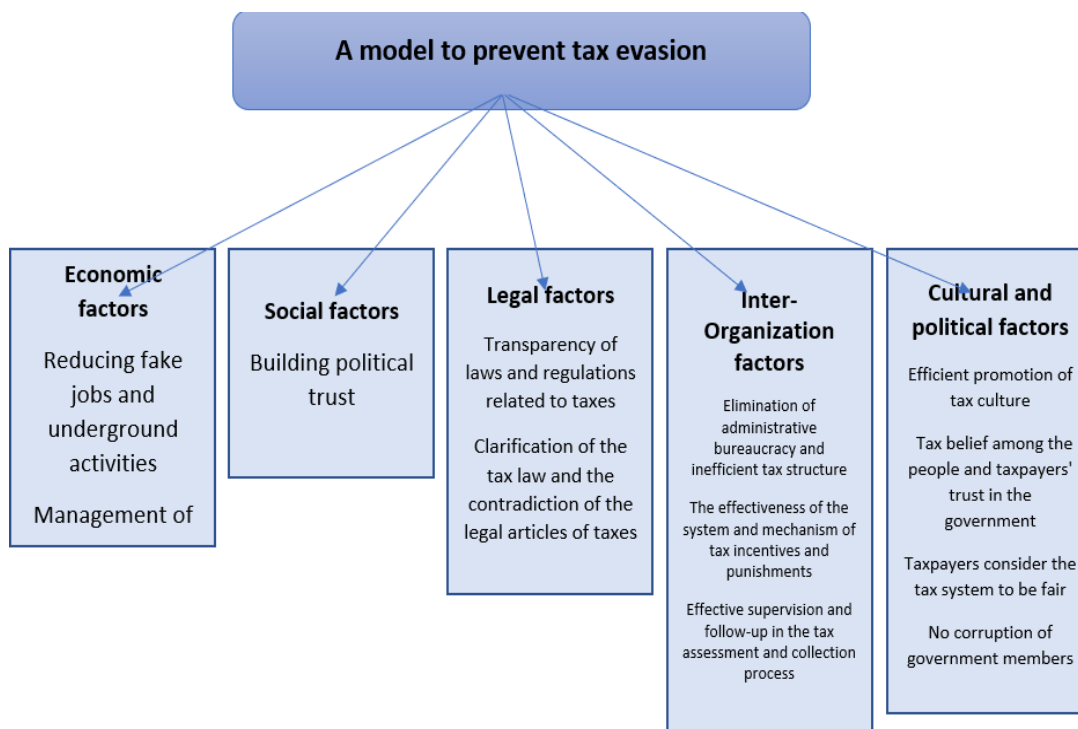 A model to prevent tax evasion
Economic
factors
Reducing fake
jobs and
underground
activities
Management of
Social factors
Building political
trust
Legal factors
Transparency of
laws and regulations
related to taxes
Clarification of the
tax law and the
contradiction of the
legal articles of taxes
Inter-
Organization
factors
Elimination of
administrative
bureaucracy and
inefficient tax structure
The effectiveness of the
system and mechanism of
tax incentives and
punishments
Effective supervision and
follow-up in the tax
assessment and collection
process
Cultural and
political factors
Efficient promotion of
tax culture
Tax belief among the
people and taxpayers'
trust in the
government
Taxpayers consider the
tax system to be fair
No corruption of
government members